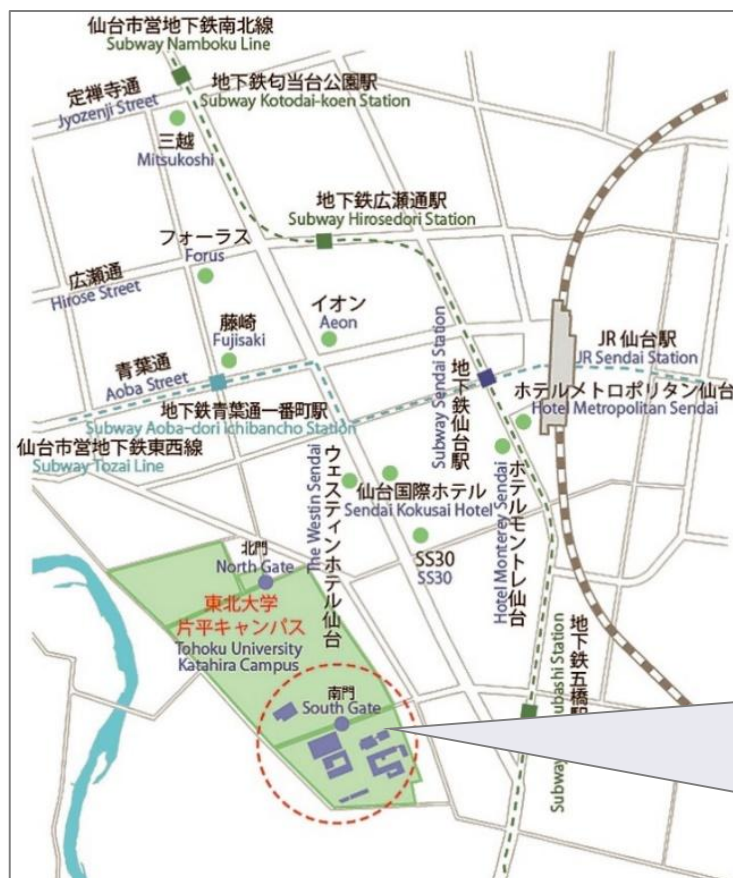 仙台市営地下鉄南北線
Subway Namboku Line
定禅寺通
Jyozenji Street
地下鉄匂当台公園駅
Subway Kotodai-koen Station
三越
Mitsukoshi
地下鉄広瀬通駅
Subway Hirosedori Station
フォーラス
Forus
広瀬通
Hirose Street
藤崎
Fujisaki
イオン
Aeon
青葉通
Aoba Street
地下鉄青葉通一番町駅
Subway Aoba-dori Ichibancho Station
仙台市営地下鉄東西線
Subway Tozai Line
Subway Sendai Station
地下鉄仙台駅
JR 仙台駅
JR Sendai Station
ホテルメトロポリタン仙台
Hotel Metropolitan Sendai
The Westin Sendai
ウェスティンホテル仙台
仙台国際ホテル
Sendai Kokusai Hotel
SS30
SS30
Hotel Monterey Sendai
ホテルモントレ仙台
北門
North Gate
東北大学
片平キャンパス
Tohoku University
Katahira Campus
南門
South Gate
地下鉄五橋駅